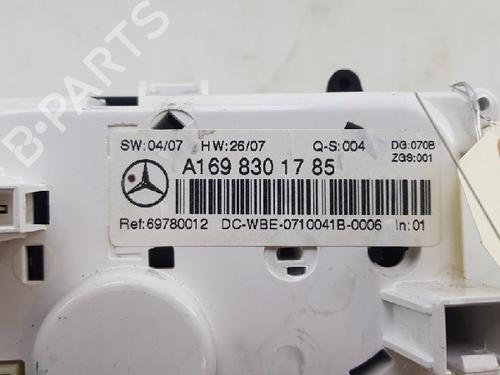 B-PARTS
SW:04/07 HW:26/07 Q-S:004 DG:070B
ZGS:001
A169 830 17 85
Ref:69780012 DC-WBE-0710041B-0006 In:01